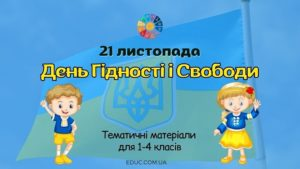 21 листопада
День Гідності і Свободи
Тематичні матеріали
для 1-4 класів
EDUC.COM.UA